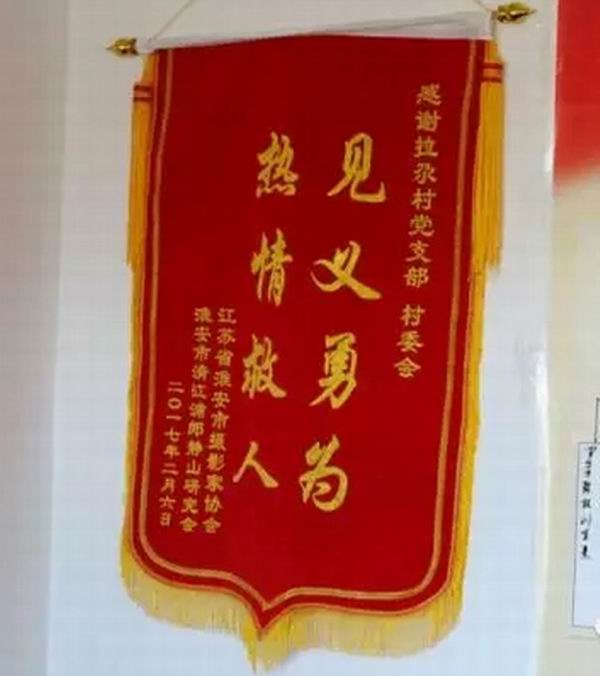 感谢拉尕村党支部 村委会
见义勇为
热情救人
江苏省淮安市摄影家协会
淮安市清江浦郎静山研究会
二〇一七年二月六日